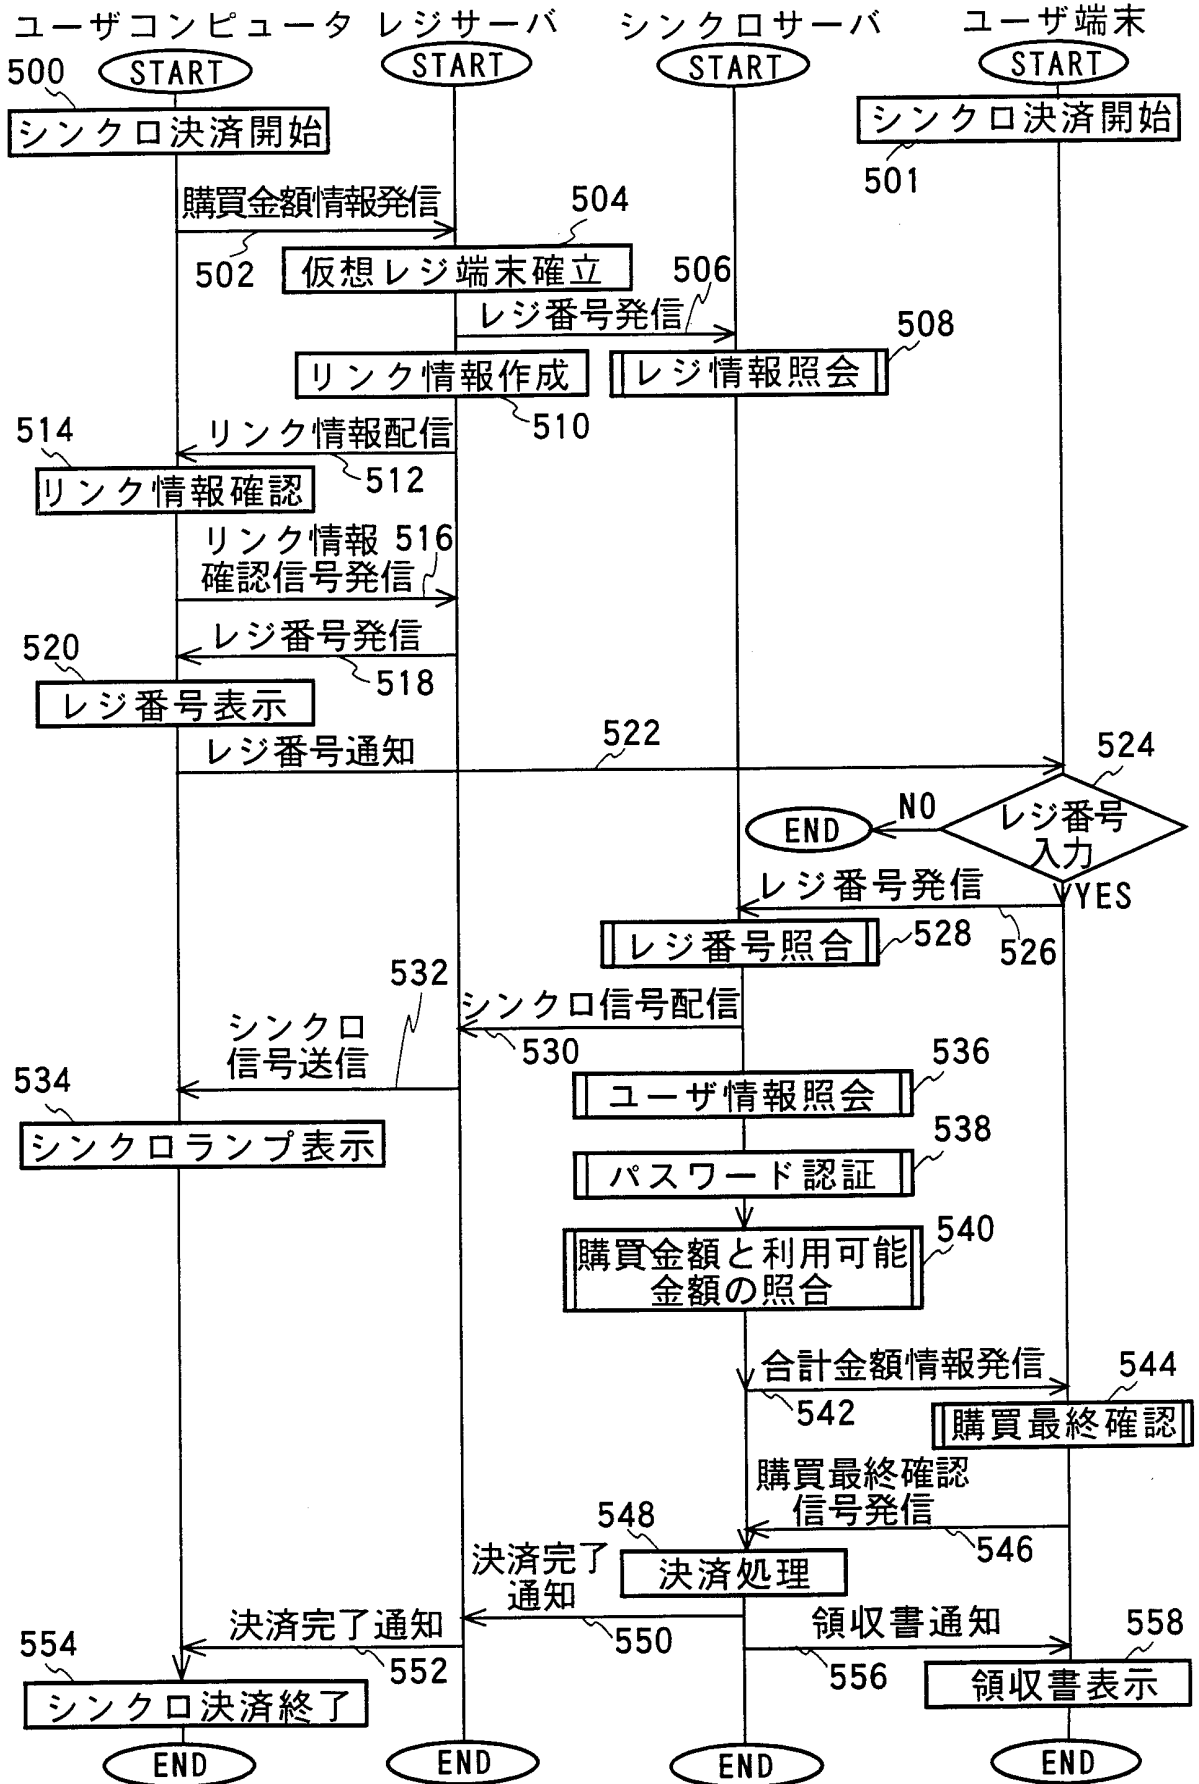 ユーザコンピュータ レジサーバ シンクロサーバ ユーザ端末
START START START START
500
シンクロ決済開始 シンクロ決済開始
501
購買金額情報発信
502
504
仮想レジ端末確立
506
レジ番号発信
508
リンク情報作成 レジ情報照会
510
514
リンク情報配信
512
リンク情報確認
リンク情報 516
確認信号発信
520
レジ番号発信
518
レジ番号表示
レジ番号通知
522
524
レジ番号
入力
NO
END
YES
レジ番号発信
526
レジ番号照合
528
532
シンクロ信号配信
530
シンクロ
信号送信
534
536
ユーザ情報照会
シンクロランプ表示
538
パスワード認証
540
購買金額と利用可能
金額の照合
合計金額情報発信
542
544
購買最終確認
購買最終確認
信号発信
546
548
決済処理
決済完了
通知
550
決済完了通知
552
領収書通知
556
554
558
シンクロ決済終了 領収書表示
END END END END